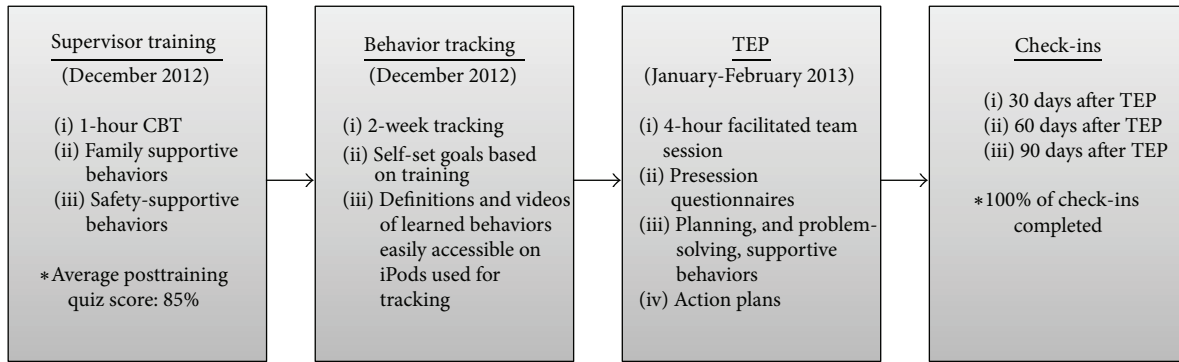 Supervisor training
(December 2012)
(i) 1-hour CBT
(ii) Family supportive
behaviors
(iii) Safety-supportive
behaviors
∗Average posttraining
quiz score: 85%
Behavior tracking
(December 2012)
(i) 2-week tracking
(ii) Self-set goals based
on training
(iii) Definitions and videos
of learned behaviors
easily accessible on
iPods used for
tracking
TEP
(January-February 2013)
(i) 4-hour facilitated team
session
(ii) Presession
questionnaires
(iii) Planning, and problem-
solving, supportive
behaviors
(iv) Action plans
Check-ins
(i) 30 days after TEP
(ii) 60 days after TEP
(iii) 90 days after TEP
∗100% of check-ins
completed